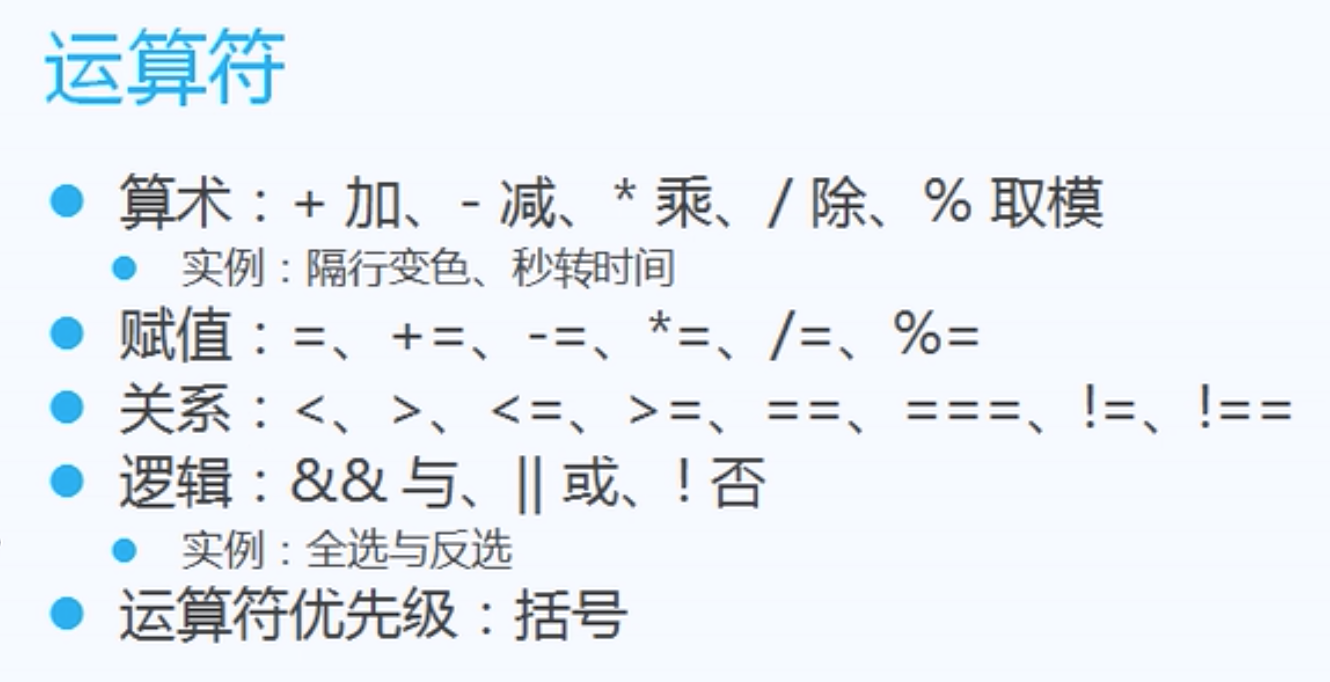 运算符
算术：+ 加、- 减、* 乘、/ 除、% 取模
实例：隔行变色、秒转时间
赋值：=、+=、-=、*=、/=、%=
关系：<、>、<=、>=、==、===、!=、!==
逻辑：&& 与、|| 或、! 否
实例：全选与反选
运算符优先级：括号